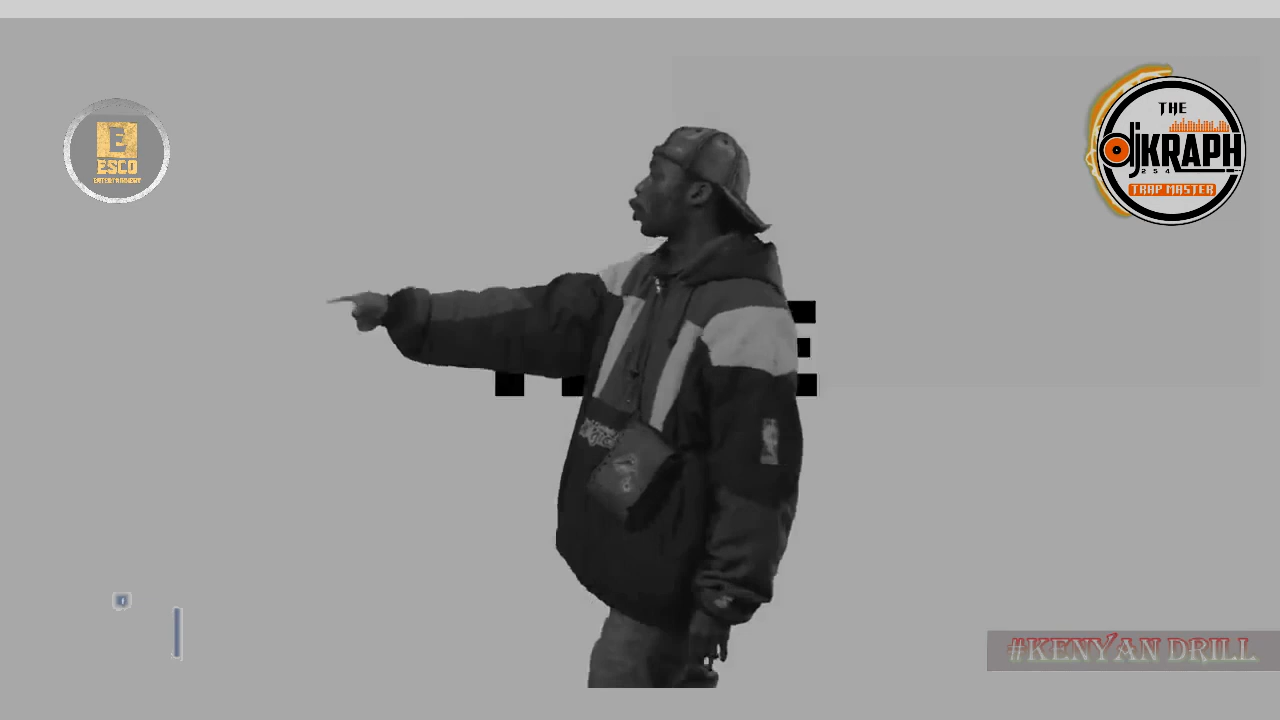 E
ESCO
ENTERTAINMENT
THE
djKRAPH
254
TRAP MASTER
E
#KENYAN DRILL